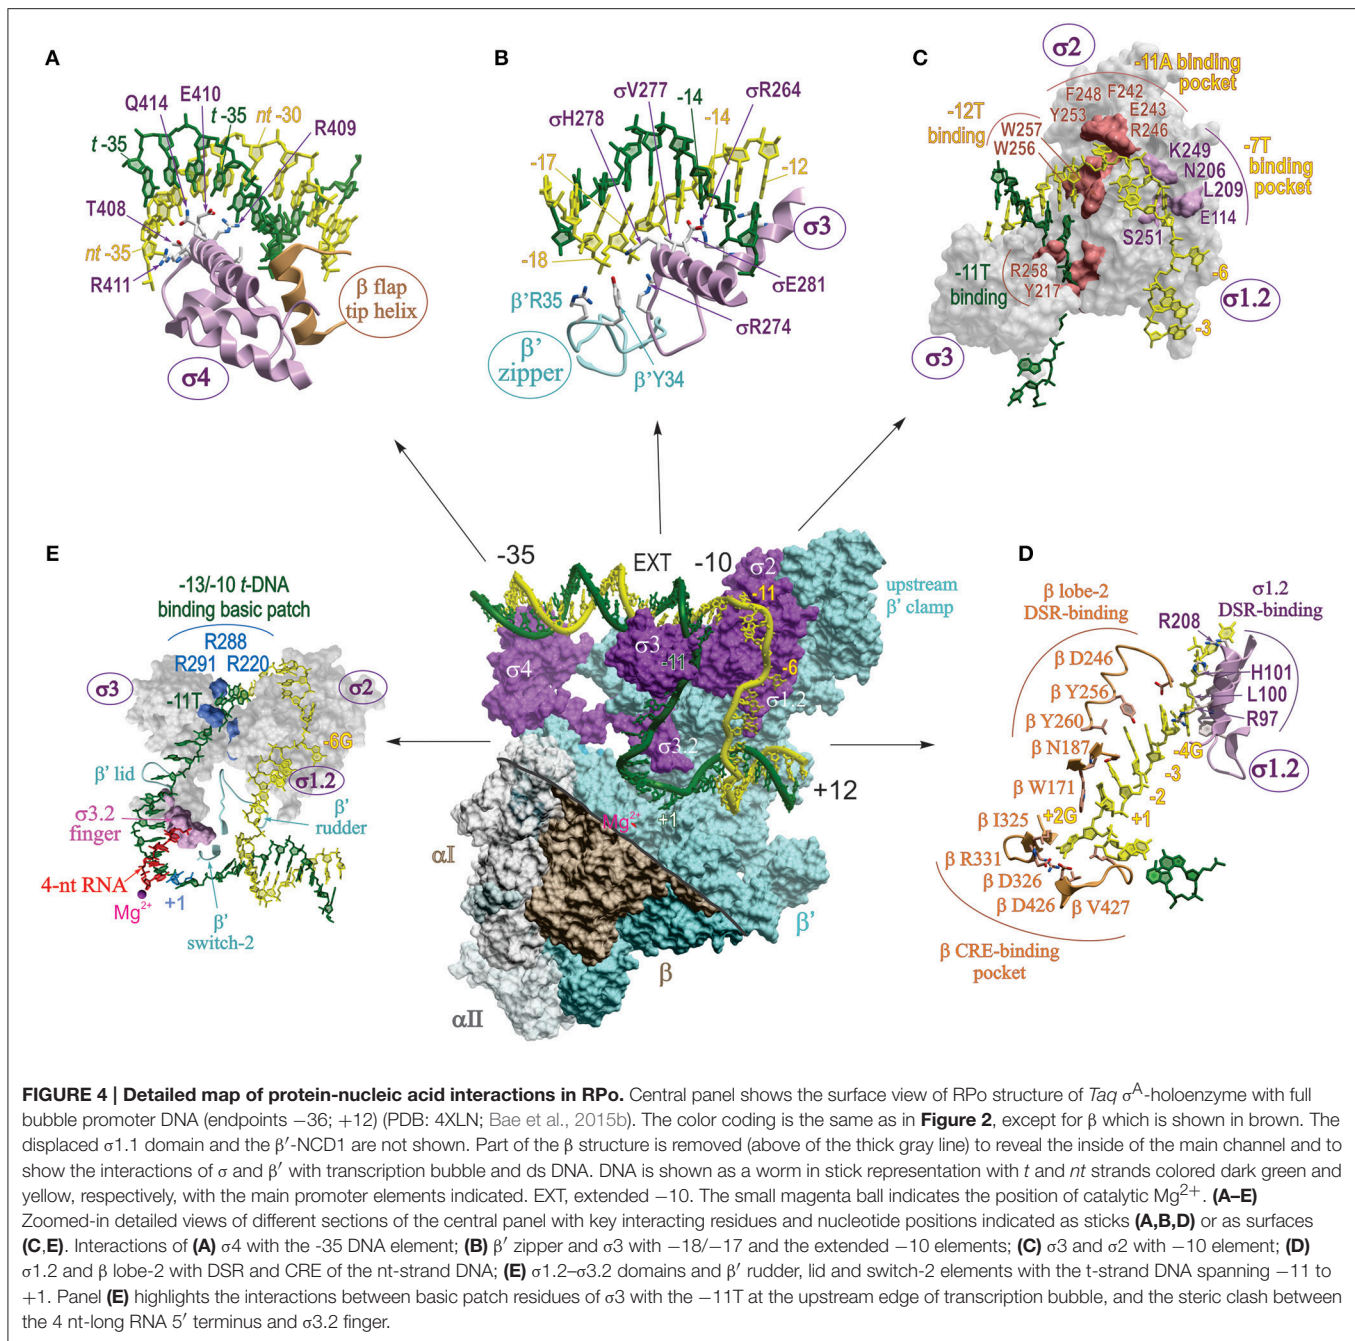 A
Q414
E410
t -35
nt -30
R409
t -35
T408
nt -35
R411
β flap
tip helix
σ4
B
σV277
-14
σR264
σH278
-14
-17
-12
σ3
-18
β'R35
σE281
σR274
β'
zipper
β'Y34
C
σ2
-11A binding
pocket
F248 F242
Y253 E243
R246
-12T
binding
W257
W256
K249
N206
L209
E114
-7T
binding
pocket
S251
-11T
binding
R258
Y217
-6
σ1.2
-3
σ3
E
-13/-10 t-DNA
binding basic patch
R288
R291 R220
σ3
σ2
-11T
-6G
β' lid
σ1.2
σ3.2
finger
β'
rudder
4-nt RNA
+1
Mg2+
β'
switch-2
-35
EXT
-10
σ2
-11
upstream
β' clamp
σ3
-11
σ4
-6
σ1.2
σ3.2
+12
Mg2+
+1
αI
β'
β
αII
D
β lobe-2
DSR-binding
σ1.2
DSR-binding
R208
β D246
H101
β Y256
L100
β Y260
R97
β N187
-4G
σ1.2
-3
β W171
-2
+2G
+1
β I325
β R331
β D326
β D426
β V427
β CRE-binding
pocket
FIGURE 4 | Detailed map of protein-nucleic acid interactions in RPo. Central panel shows the surface view of RPo structure of Taq σA-holoenzyme with full
bubble promoter DNA (endpoints −36; +12) (PDB: 4XLN; Bae et al., 2015b). The color coding is the same as in Figure 2, except for β which is shown in brown. The
displaced σ1.1 domain and the β′-NCD1 are not shown. Part of the β structure is removed (above of the thick gray line) to reveal the inside of the main channel and to
show the interactions of σ and β′ with transcription bubble and ds DNA. DNA is shown as a worm in stick representation with t and nt strands colored dark green and
yellow, respectively, with the main promoter elements indicated. EXT, extended −10. The small magenta ball indicates the position of catalytic Mg2+. (A–E)
Zoomed-in detailed views of different sections of the central panel with key interacting residues and nucleotide positions indicated as sticks (A,B,D) or as surfaces
(C,E). Interactions of (A) σ4 with the -35 DNA element; (B) β′ zipper and σ3 with −18/−17 and the extended −10 elements; (C) σ3 and σ2 with −10 element; (D)
σ1.2 and β lobe-2 with DSR and CRE of the nt-strand DNA; (E) σ1.2–σ3.2 domains and β′ rudder, lid and switch-2 elements with the t-strand DNA spanning −11 to
+1. Panel (E) highlights the interactions between basic patch residues of σ3 with the −11T at the upstream edge of transcription bubble, and the steric clash between
the 4 nt-long RNA 5′ terminus and σ3.2 finger.